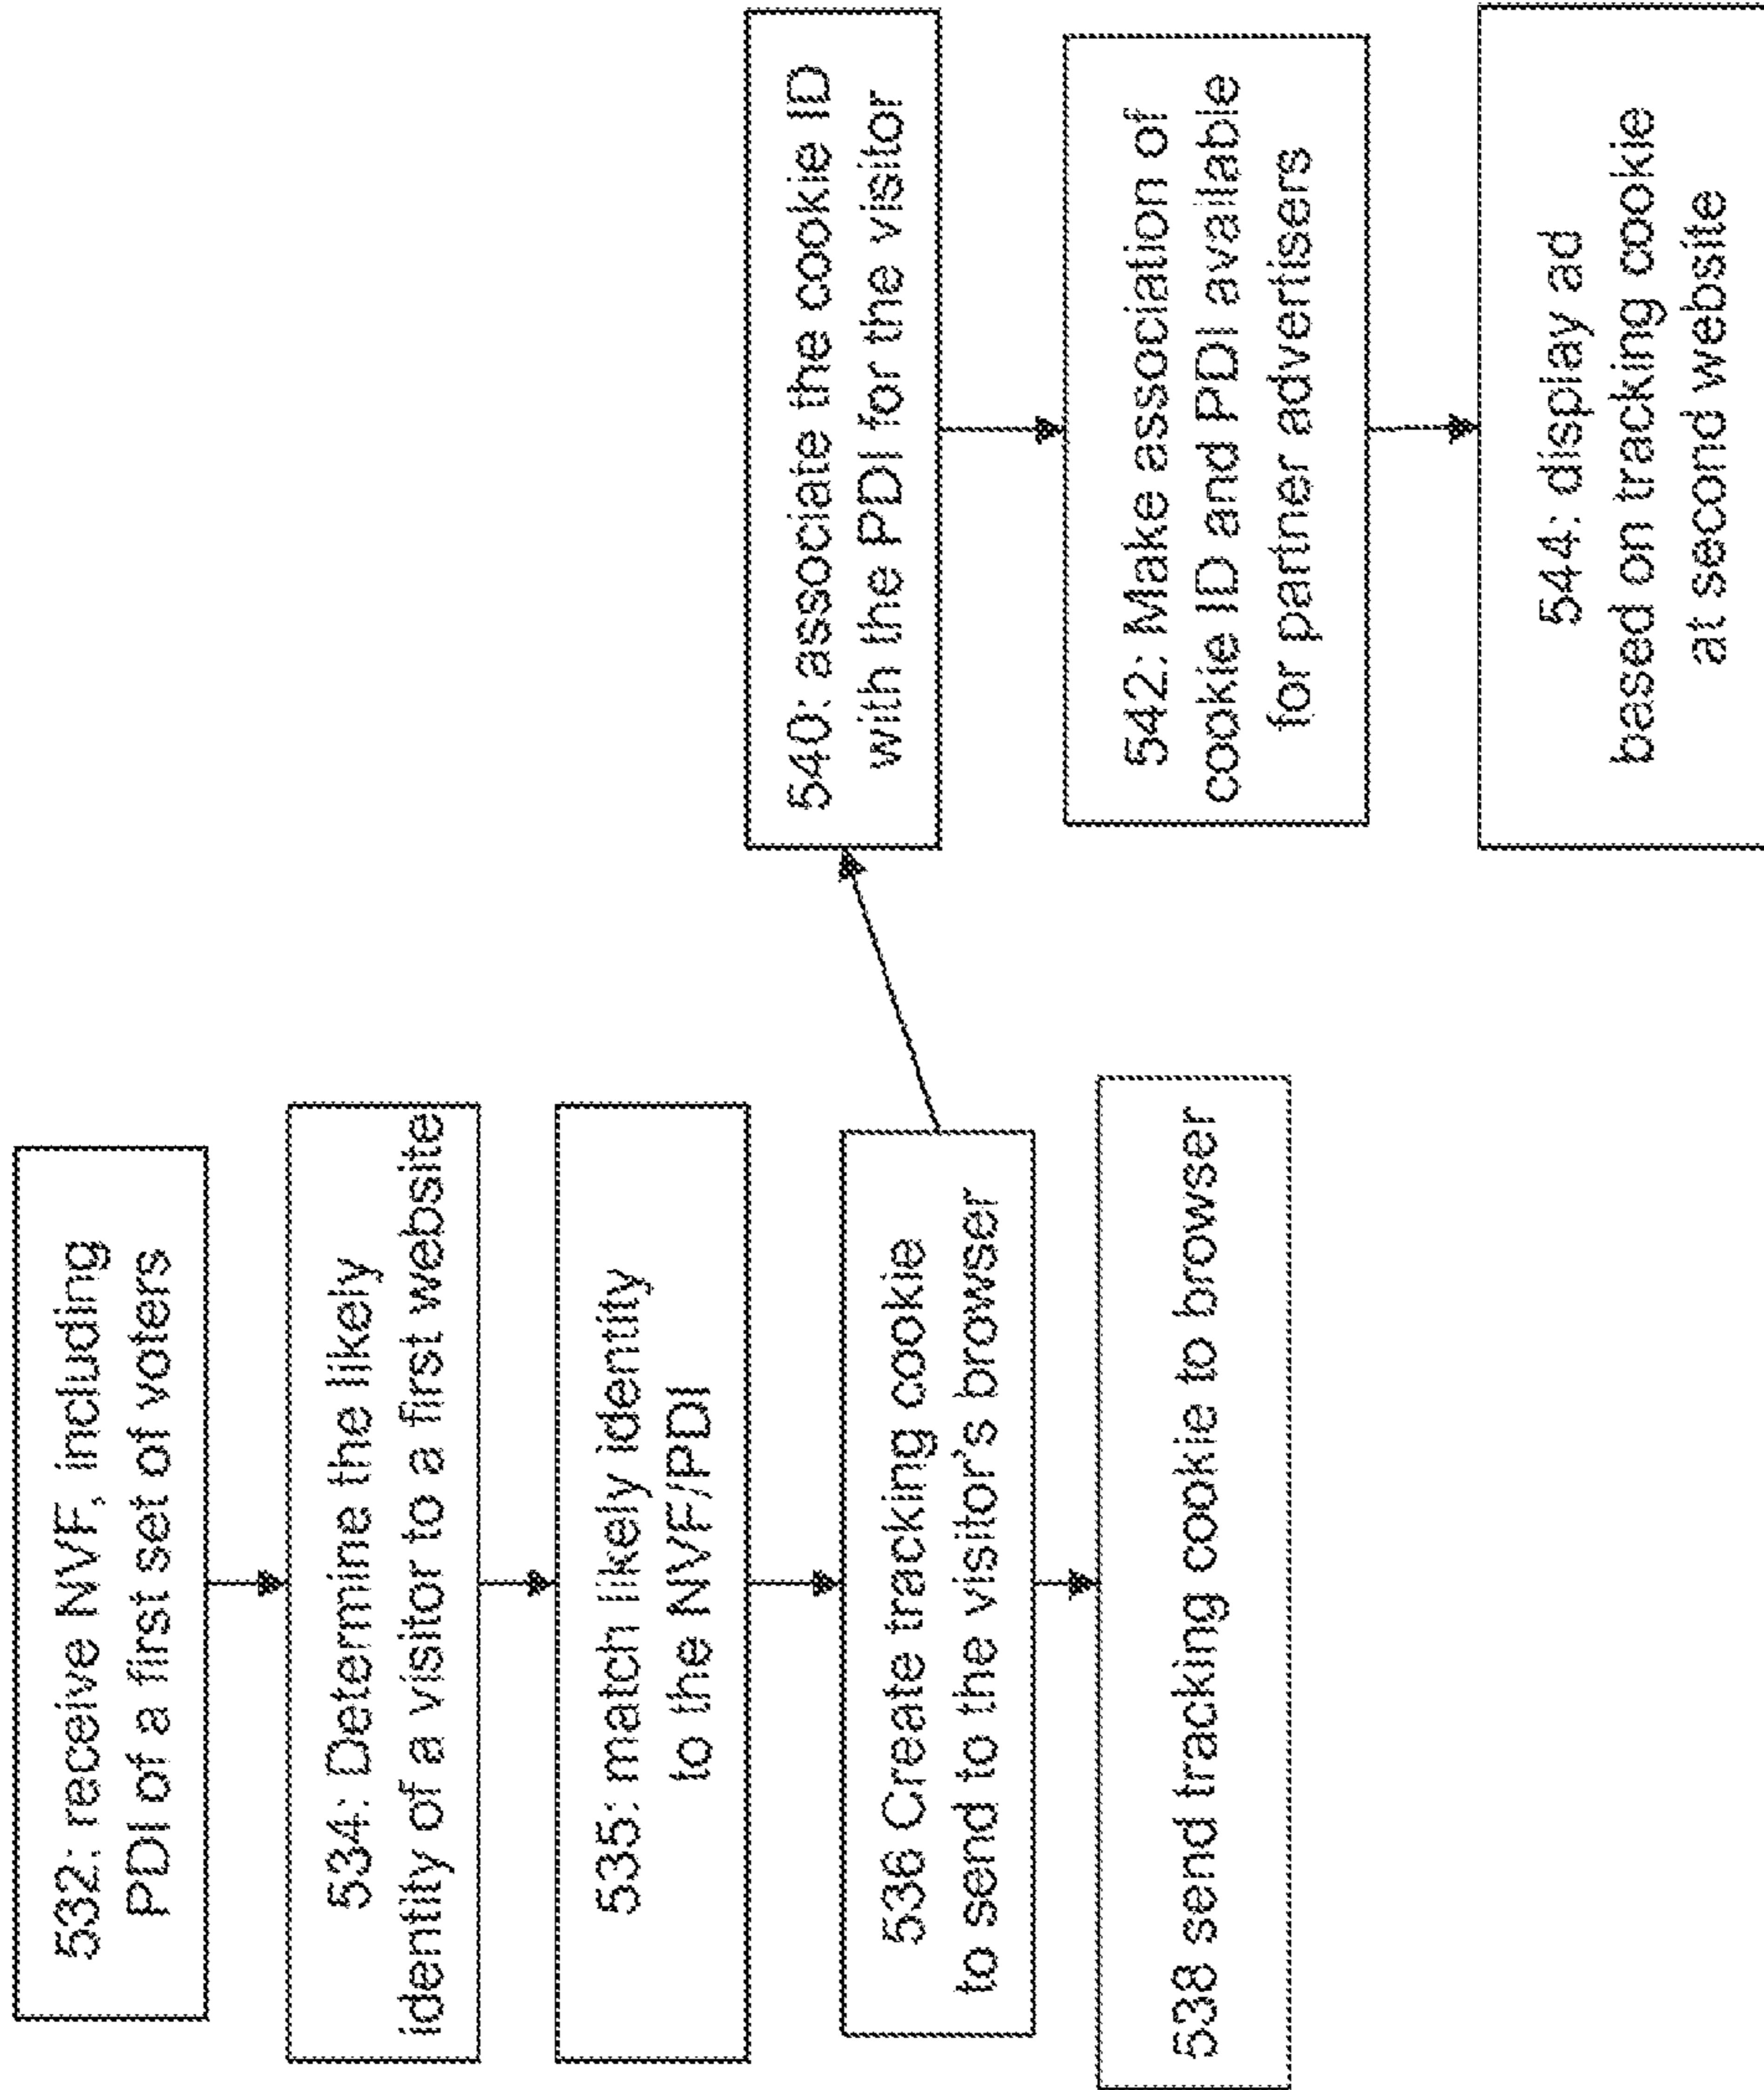 532: receive NVF, including
PDI of a first set of voters
534: Determine the likely
identity of a visitor to a first website
535: match likely identity
to the NVF/PDI
536 Create tracking cookie
to send to the visitor's browser
538 send tracking cookie to browser
540: associate the cookie ID
with the PDI for the visitor
542: Make association of
cookie ID and PDI available
for partner advertisers
544: display ad
based on tracking cookie
at second website